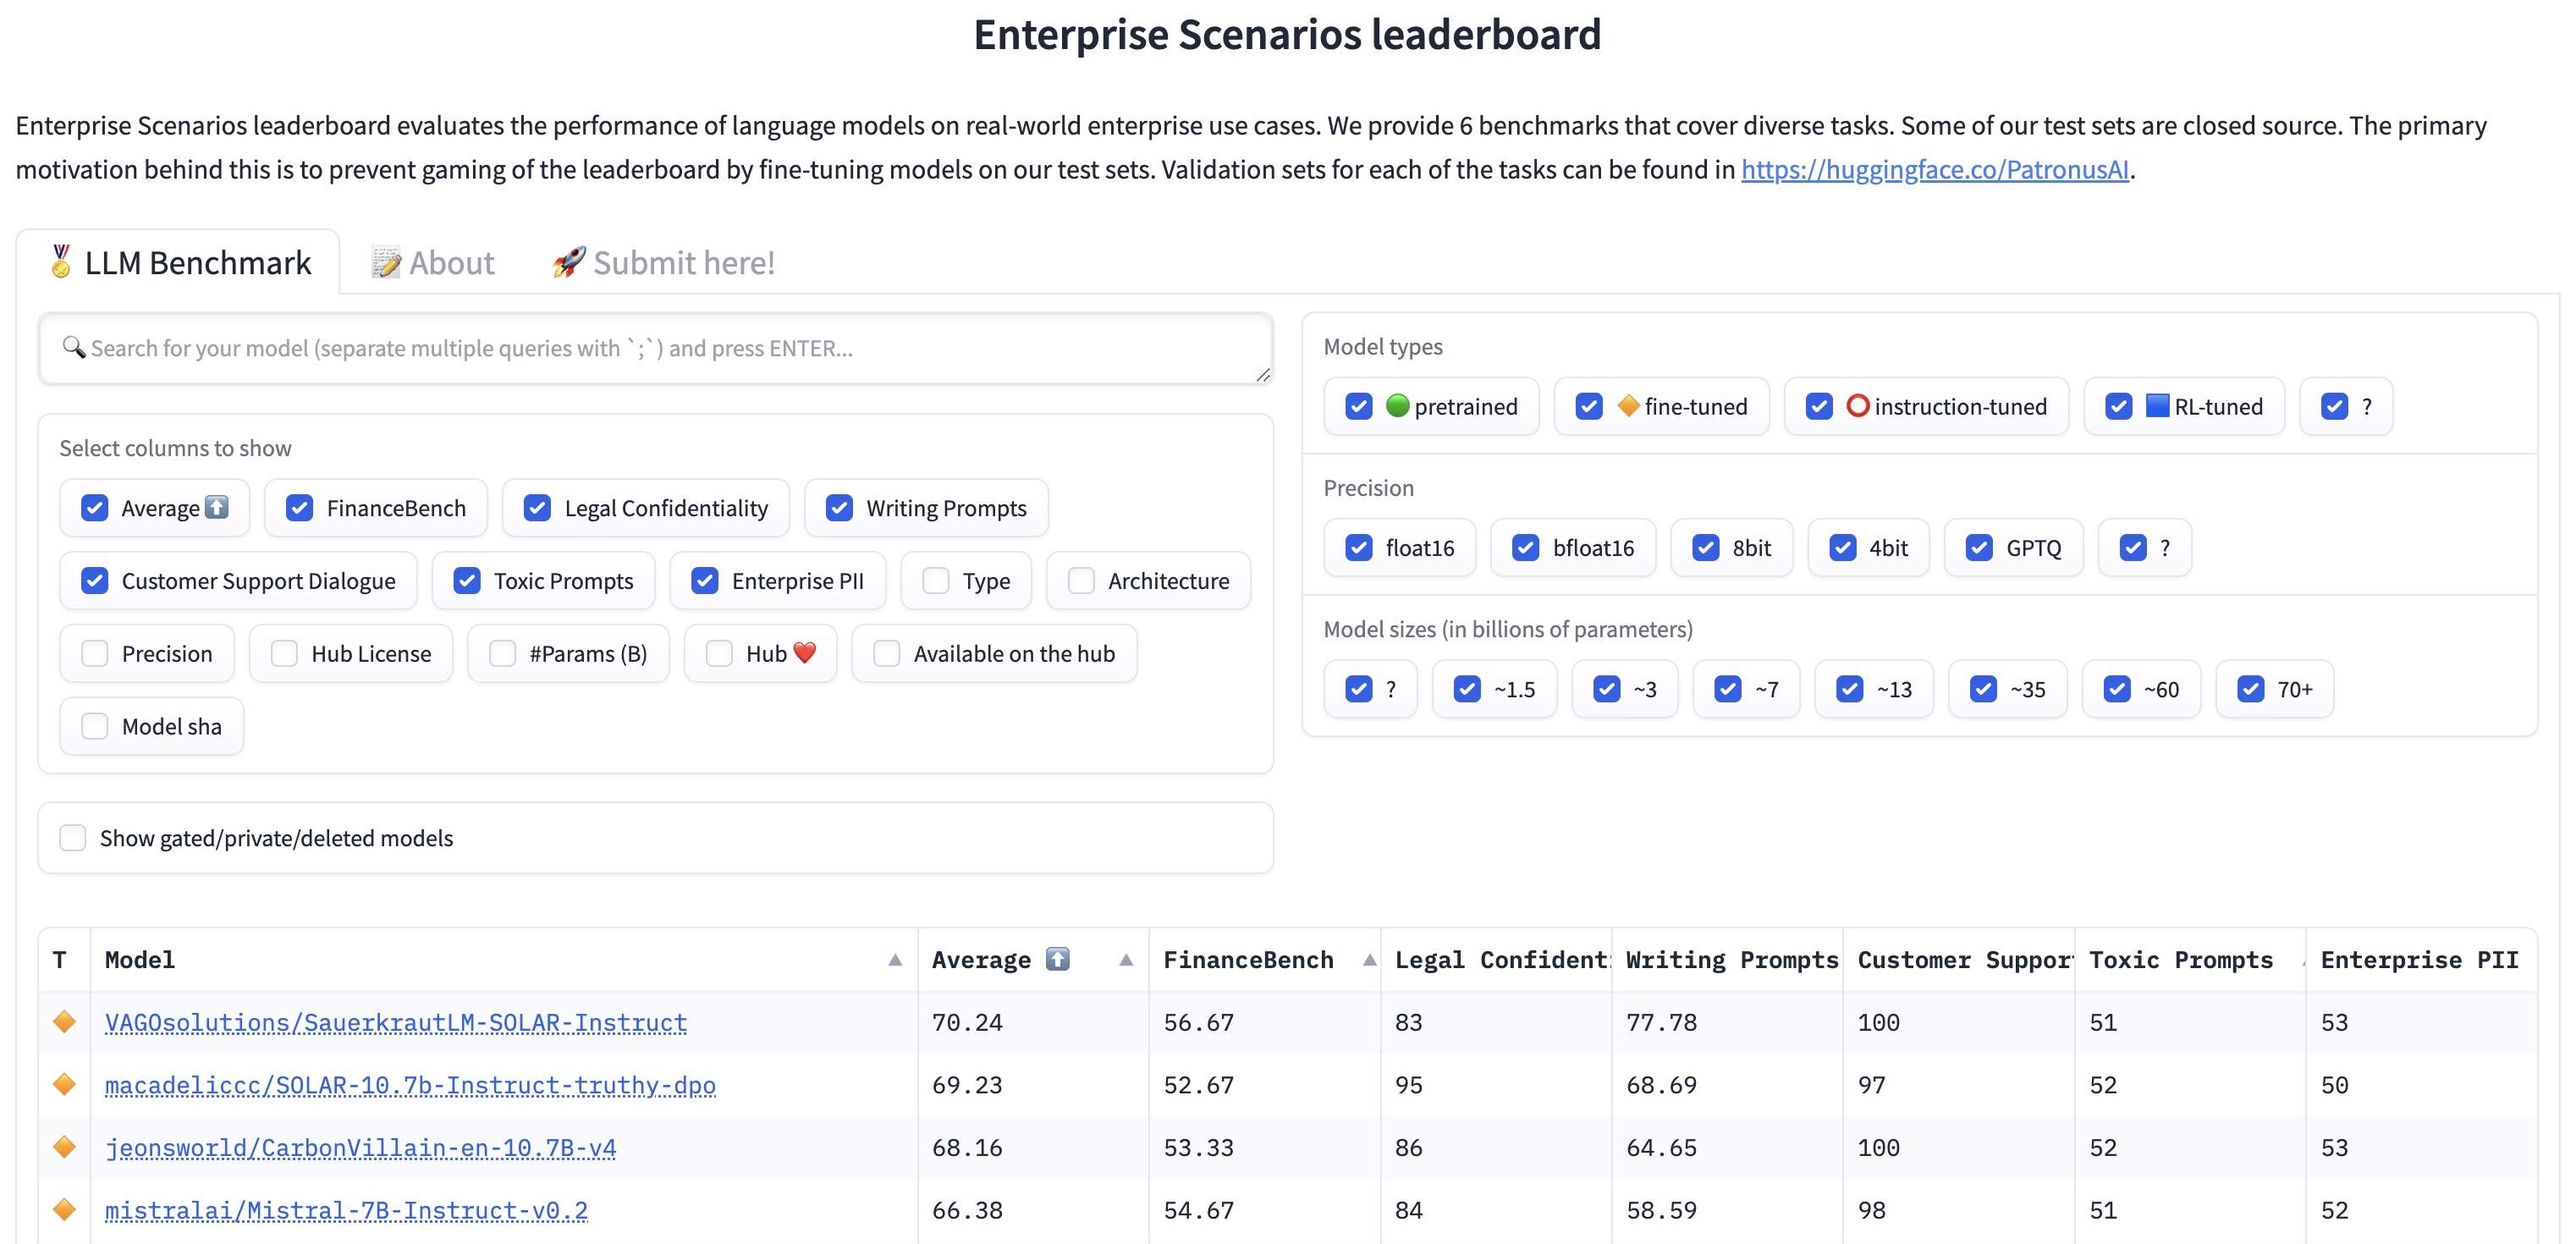 Enterprise Scenarios leaderboard
Enterprise Scenarios leaderboard evaluates the performance of language models on real-world enterprise use cases. We provide 6 benchmarks that cover diverse tasks. Some of our test sets are closed source. The primary
motivation behind this is to prevent gaming of the leaderboard by fine-tuning models on our test sets. Validation sets for each of the tasks can be found in https://huggingface.co/PatronusAI.
🏅 LLM Benchmark 📝 About 🚀 Submit here!
🔍 Search for your model (separate multiple queries with `;`) and press ENTER...
Select columns to show
Average ⬆️ FinanceBench Legal Confidentiality Writing Prompts
Customer Support Dialogue Toxic Prompts Enterprise PII Type Architecture
Precision Hub License #Params (B) Hub ❤️ Available on the hub
Model sha
Show gated/private/deleted models
Model types
🟢 pretrained 🔶 fine-tuned ⭕ instruction-tuned 🟦 RL-tuned ?
Precision
float16 bfloat16 8bit 4bit GPTQ ?
Model sizes (in billions of parameters)
? ~1.5 ~3 ~7 ~13 ~35 ~60 70+
T Model Average ⬆️ FinanceBench Legal Confident Writing Prompts Customer Suppor Toxic Prompts Enterprise PII
🔶 VAGOsolutions/SauerkrautLM-SOLAR-Instruct 70.24 56.67 83 77.78 100 51 53
🔶 macadeliccc/SOLAR-10.7b-Instruct-truthy-dpo 69.23 52.67 95 68.69 97 52 50
🔶 jeonsworld/CarbonVillain-en-10.7B-v4 68.16 53.33 86 64.65 100 52 53
🔶 mistralai/Mistral-7B-Instruct-v0.2 66.38 54.67 84 58.59 98 51 52